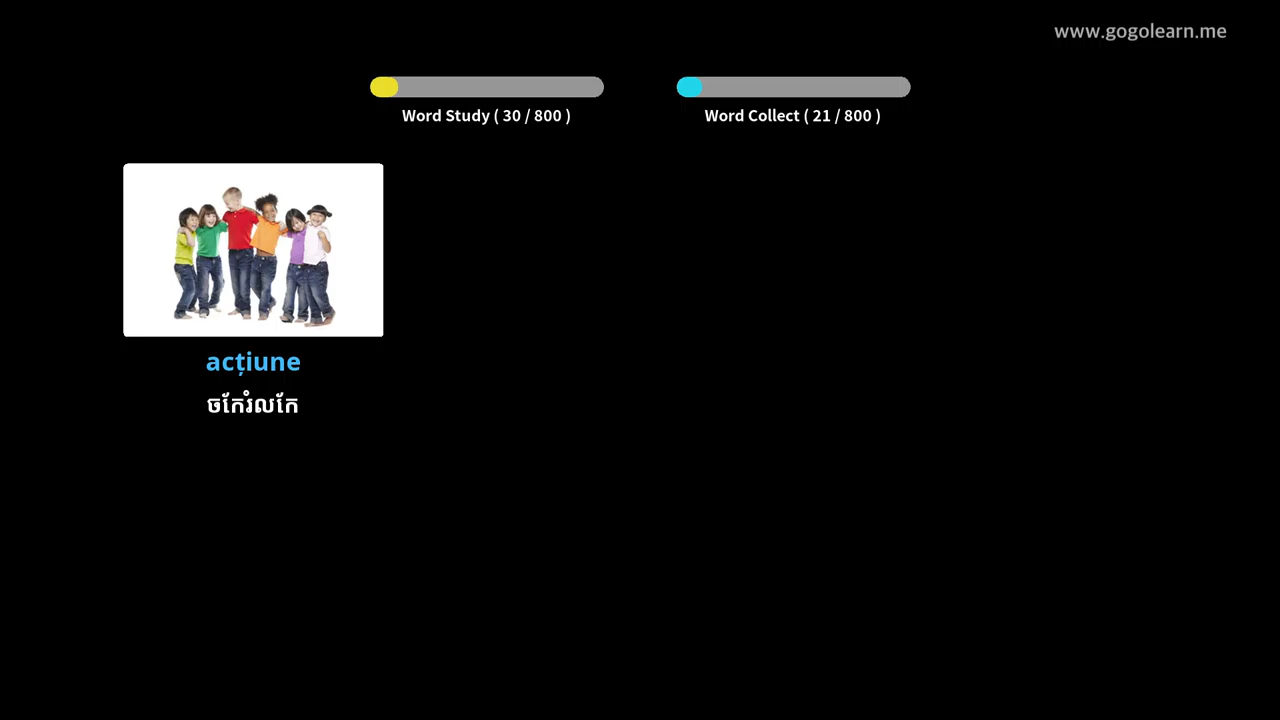 www.gogolearn.me
Word Study ( 30 / 800 )
Word Collect ( 21 / 800 )
acțiune
ចកែរំលកែ